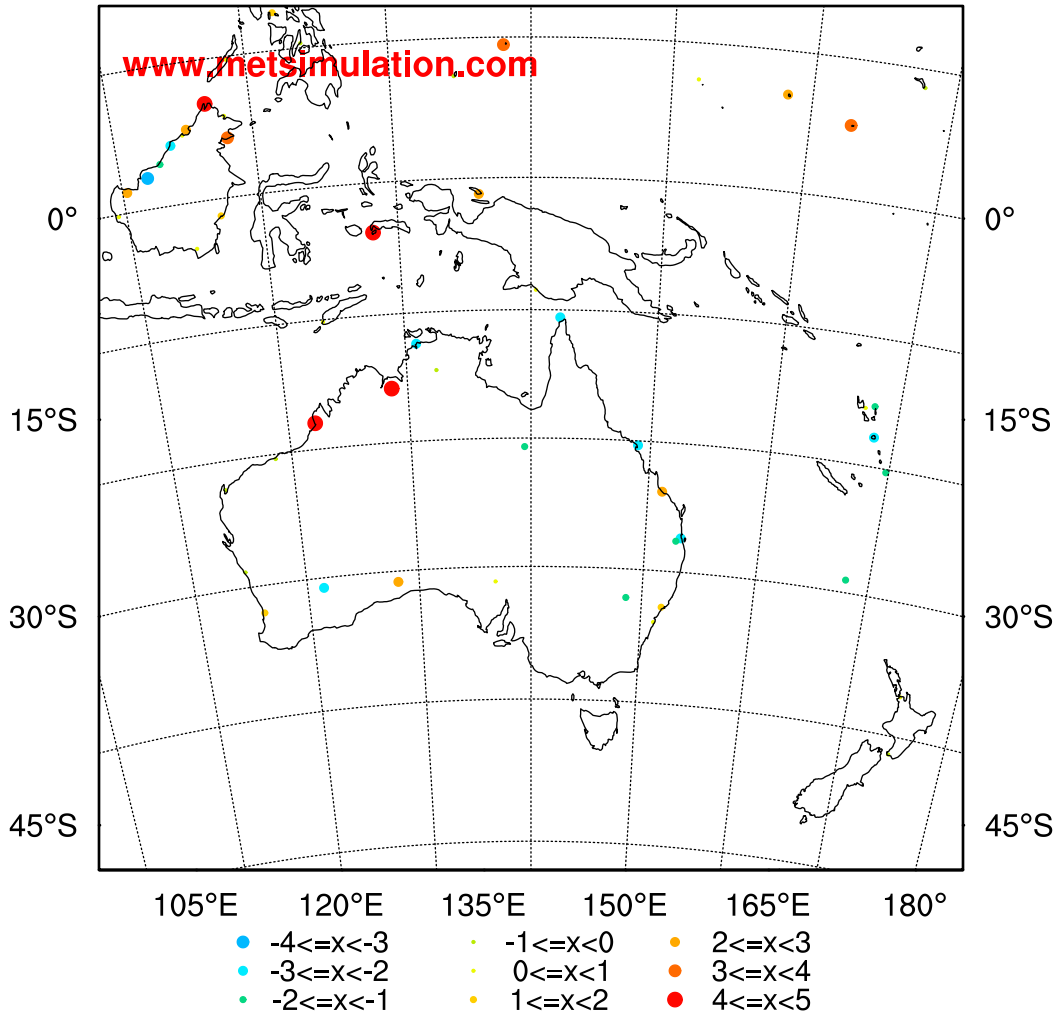 www.metsimulation.com
0° 0°
15°S 15°S
30°S 30°S
45°S 45°S
105°E 120°E 135°E 150°E 165°E 180°
-4<=x<-3 -1<=x<0 2<=x<3
-3<=x<-2 0<=x<1 3<=x<4
-2<=x<-1 1<=x<2 4<=x<5